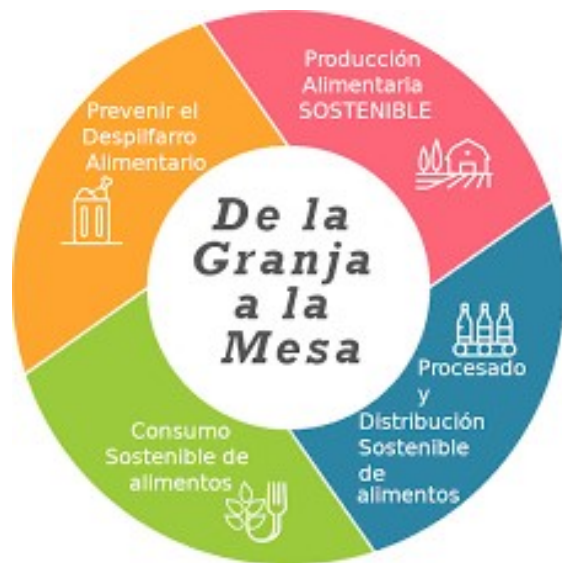 Producción
Alimentaria
SOSTENIBLE
Prevenir el
Despilfarro
Alimentario
De la
Granja
a la
Mesa
Procesado
y
Distribución
Sostenible
de
alimentos
Consumo
Sostenible de
alimentos